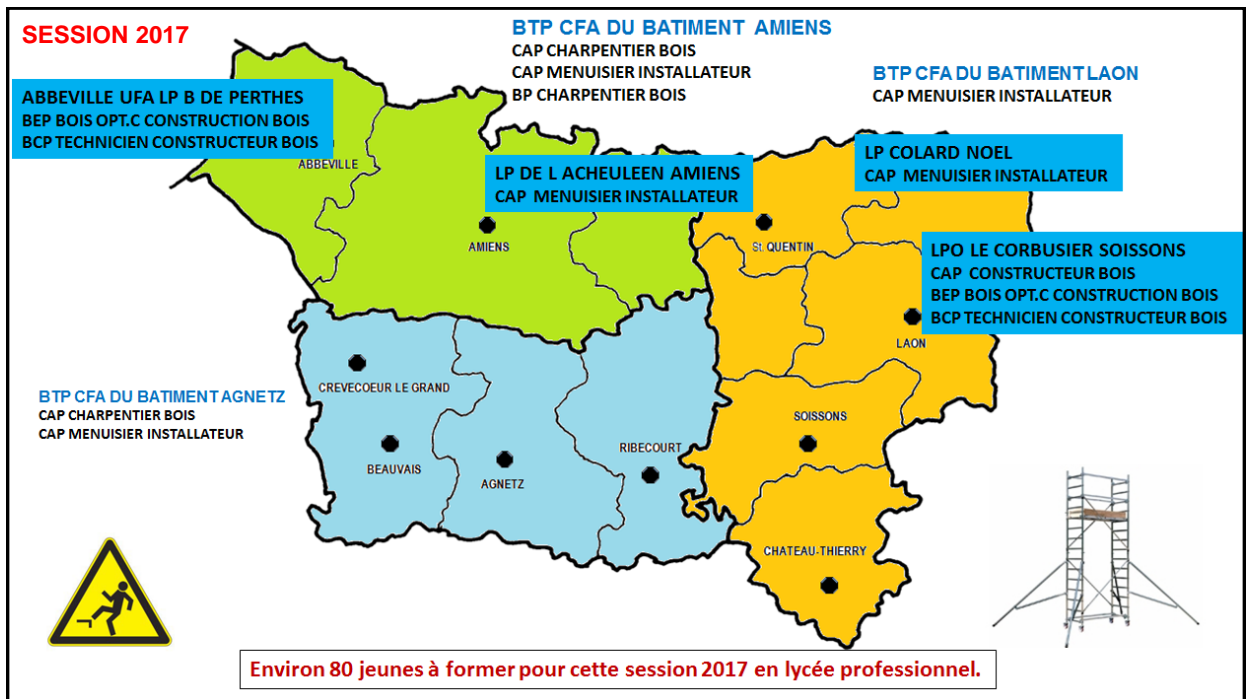 SESSION 2017
BTP CFA DU BATIMENT AMIENS
CAP CHARPENTIER BOIS
CAP MENUISIER INSTALLATEUR
BP CHARPENTIER BOIS
BTP CFA DU BATIMENT LAON
CAP MENUISIER INSTALLATEUR
ABBEVILLE UFA LP B DE PERTHES
BEP BOIS OPT.C CONSTRUCTION BOIS
BCP TECHNICIEN CONSTRUCTEUR BOIS
ABBEVILLE
LP DE L ACHEULEEN AMIENS
CAP MENUISIER INSTALLATEUR
LP COLARD NOEL
CAP MENUISIER INSTALLATEUR
AMIENS
St. QUENTIN
LPO LE CORBUSIER SOISSONS
CAP CONSTRUCTEUR BOIS
BEP BOIS OPT.C CONSTRUCTION BOIS
BCP TECHNICIEN CONSTRUCTEUR BOIS
LAON
CREVECOEUR LE GRAND
BTP CFA DU BATIMENT AGNETZ
CAP CHARPENTIER BOIS
CAP MENUISIER INSTALLATEUR
SOISSONS
RIBECOURT
BEAUVAIS
AGNETZ
CHATEAU-THIERRY
Environ 80 jeunes à former pour cette session 2017 en lycée professionnel.